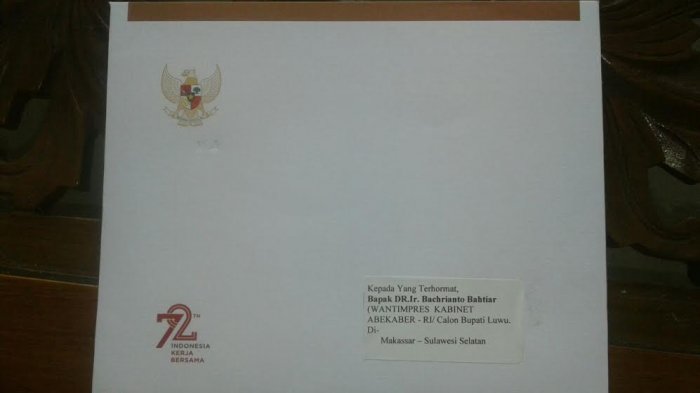 72TH
INDONESIA
KERJA
BERSAMA
Kepada Yang Terhormat,
Bapak DR.Ir. Bachrianto Bahtiar
(WANTIMPRES KABINET
ABEKABER - RI/ Calon Bupati Luwu.
Di-
Makassar – Sulawesi Selatan